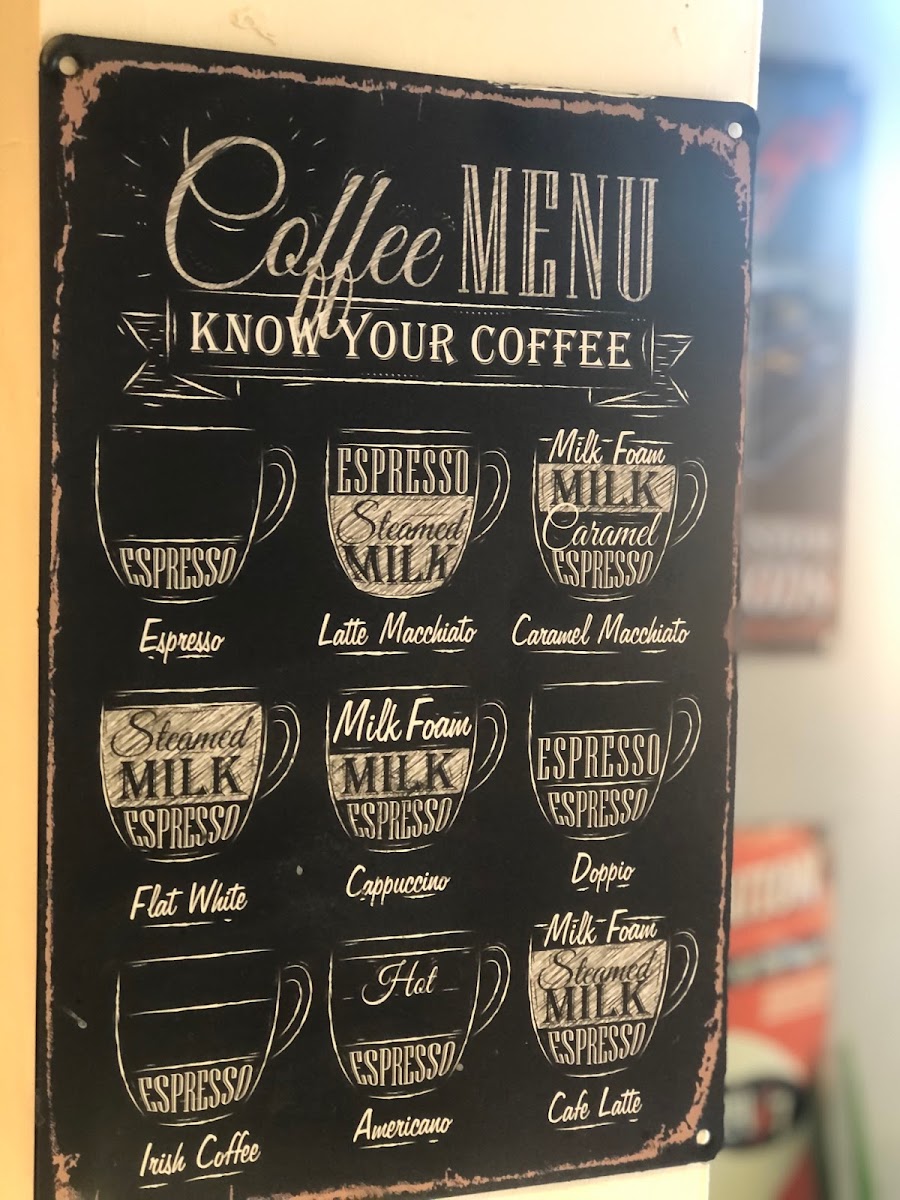 Coffee MENU
KNOW YOUR COFFEE
ESPRESSO
Espresso
ESPRESSO
Steamed
MILK
Latte Macchiato
Milk Foam
MILK
Caramel
ESPRESSO
Caramel Macchiato
Steamed
MILK
ESPRESSO
Flat White
Milk Foam
MILK
ESPRESSO
Cappuccino
ESPRESSO
ESPRESSO
Doppio
ESPRESSO
Irish Coffee
Hot
ESPRESSO
Americano
Milk Foam
Steamed
MILK
ESPRESSO
Cafe Latte